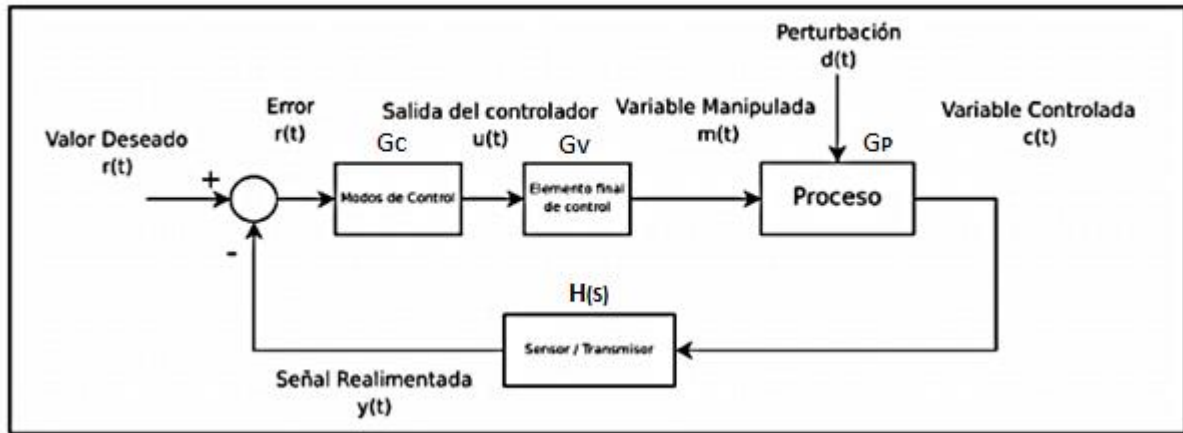 Perturbación
d(t)
Error
r(t)
Salida del controlador
u(t)
Variable Manipulada
m(t)
Variable Controlada
c(t)
Valor Deseado
r(t)
GC
GV
GP
+
-
Modos de Control
Elemento final
de control
Proceso
H(S)
Sensor / Transmisor
Señal Realimentada
y(t)